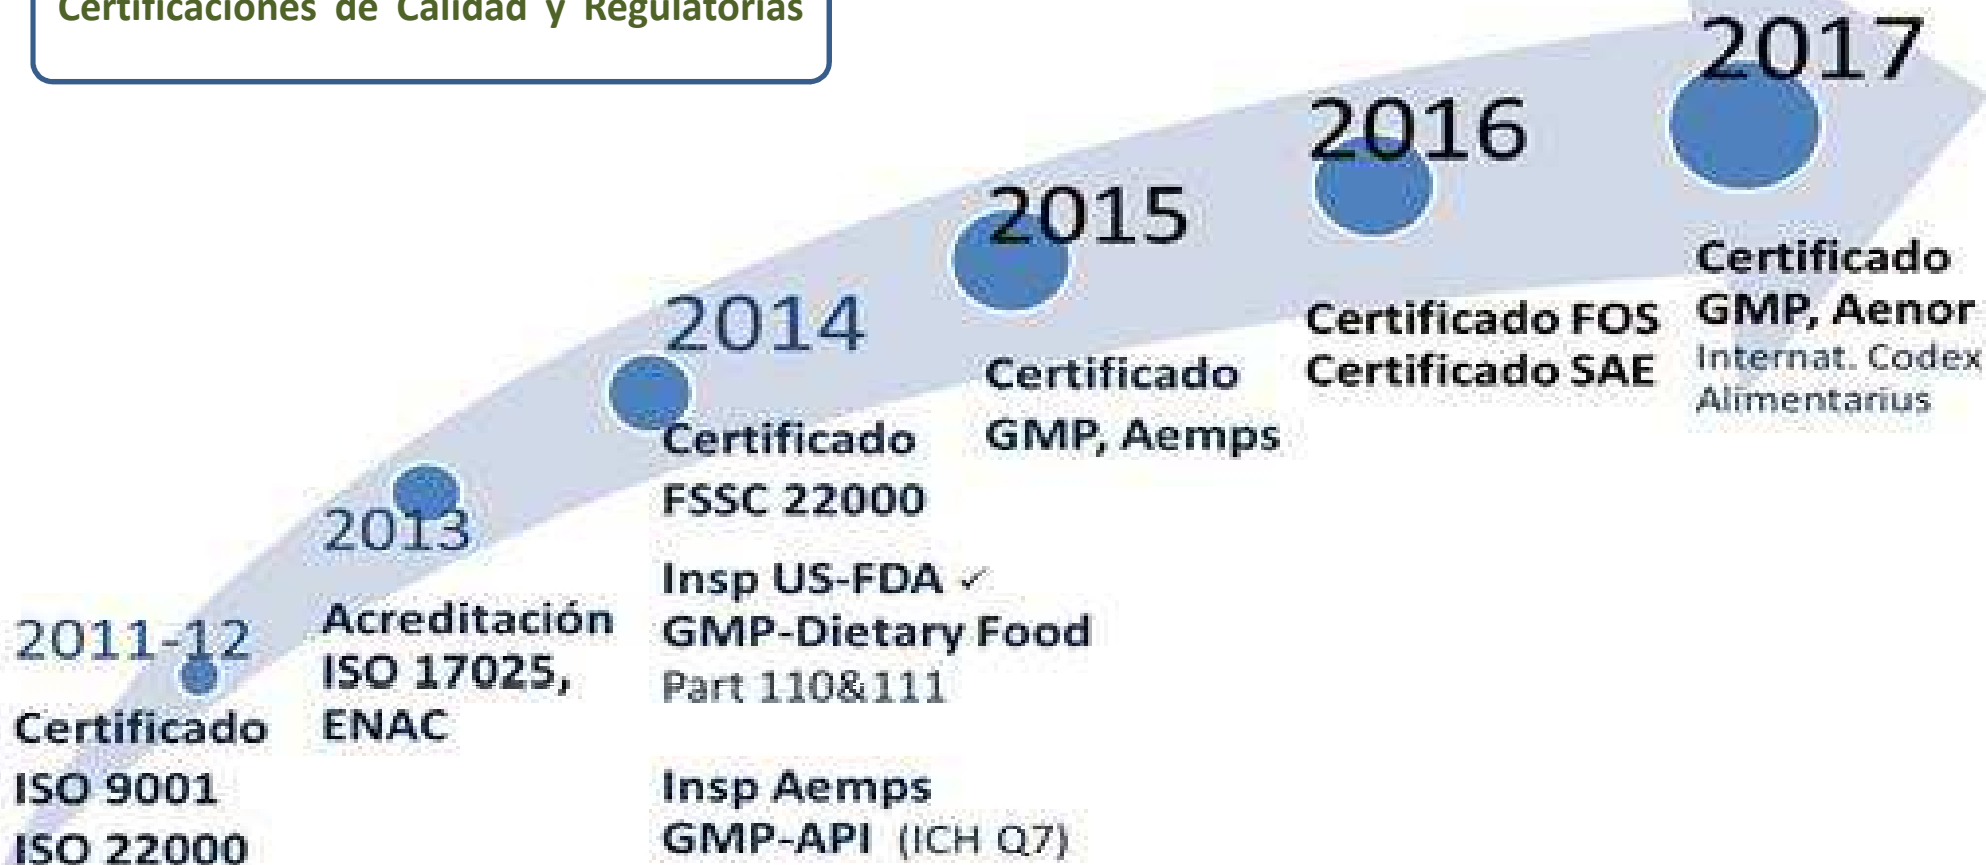 Certificaciones de Calidad y Regulatorias
2011-12
Certificado
ISO 9001
ISO 22000
2013
Acreditación
ISO 17025,
ENAC
2014
Certificado
FSSC 22000
Insp US-FDA ✓
GMP-Dietary Food
Part 110&111
Insp Aemps
GMP-API (ICH Q7)
2015
Certificado
GMP, Aemps
2016
Certificado FOS
Certificado SAE
2017
Certificado
GMP, Aenor
Internat. Codex
Alimentarius